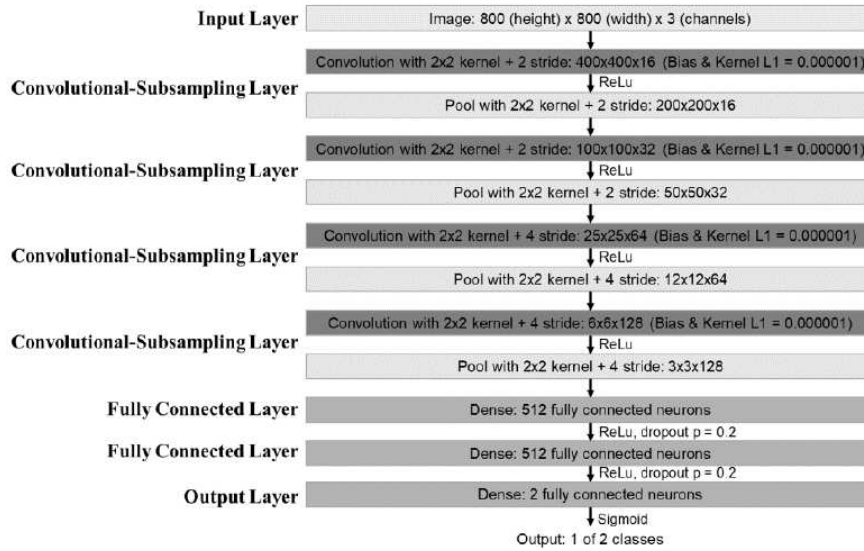 Input Layer
Image: 800 (height) x 800 (width) x 3 (channels)
Convolutional-Subsampling Layer
Convolution with 2x2 kernel + 2 stride: 400x400x16 (Bias & Kernel L1 = 0.000001)
ReLu
Pool with 2x2 kernel + 2 stride: 200x200x16
Convolutional-Subsampling Layer
Convolution with 2x2 kernel + 2 stride: 100x100x32 (Bias & Kernel L1 = 0.000001)
ReLu
Pool with 2x2 kernel + 2 stride: 50x50x32
Convolutional-Subsampling Layer
Convolution with 2x2 kernel + 4 stride: 25x25x64 (Bias & Kernel L1 = 0.000001)
ReLu
Pool with 2x2 kernel + 4 stride: 12x12x64
Convolutional-Subsampling Layer
Convolution with 2x2 kernel + 4 stride: 6x6x128 (Bias & Kernel L1 = 0.000001)
ReLu
Pool with 2x2 kernel + 4 stride: 3x3x128
Fully Connected Layer
Dense: 512 fully connected neurons
ReLu, dropout p = 0.2
Fully Connected Layer
Dense: 512 fully connected neurons
ReLu, dropout p = 0.2
Output Layer
Dense: 2 fully connected neurons
Sigmoid
Output: 1 of 2 classes